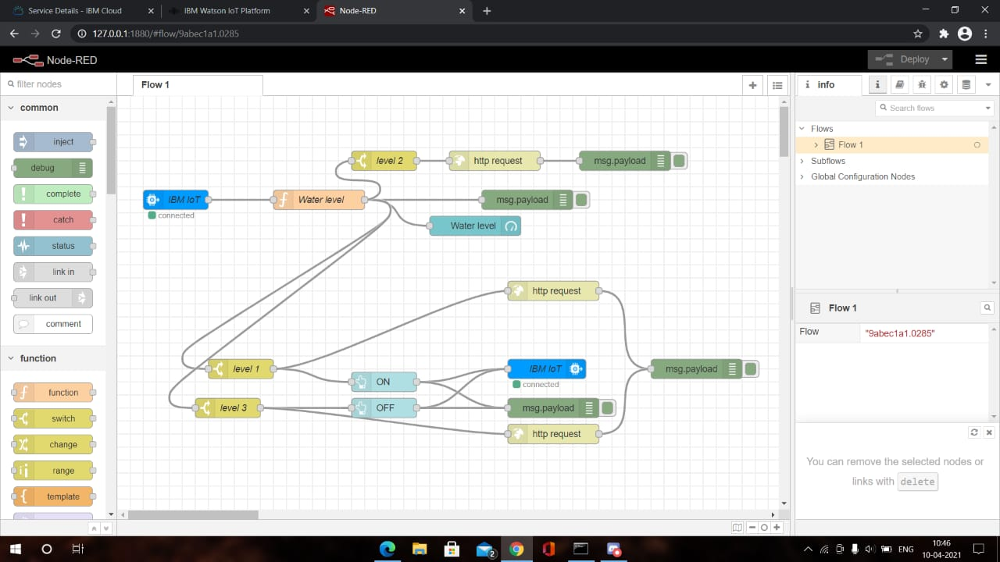 Service Details - IBM Cloud
IBM Watson IoT Platform
Node-RED
127.0.0.1:1880/#flow/9abec1a1.0285
Node-RED
Deploy
filter nodes
Flow 1
info
common
Search flows
inject
Flows
Flow 1
debug
level 2
http request
msg.payload
Subflows
Global Configuration Nodes
complete
IBM IoT
Water level
msg.payload
connected
catch
Water level
status
link in
http request
link out
Flow 1
comment
Flow
"9abec1a1.0285"
function
level 1
IBM IoT
msg.payload
ON
connected
function
level 3
OFF
msg.payload
switch
http request
change
You can remove the selected nodes or
links with delete
range
template
2
ENG
10:46
10-04-2021